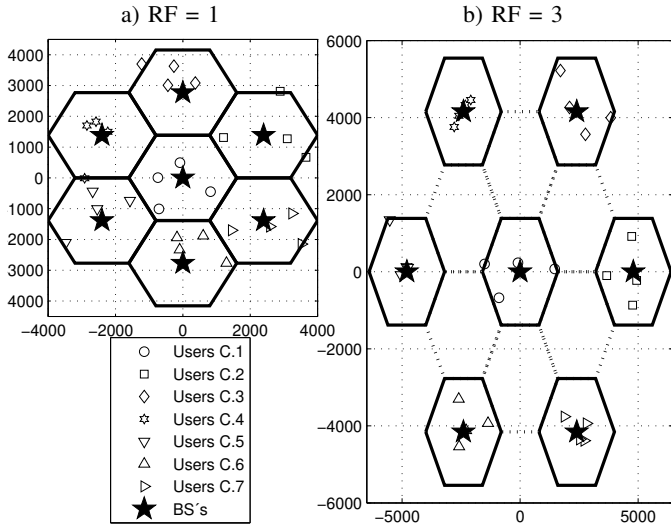 a) RF = 1
4000
3000
2000
1000
0
1000
2000
3000
4000
−4000
−2000
0
2000
4000
Users C.1
Users C.2
Users C.3
Users C.4
Users C.5
Users C.6
Users C.7
BS´s
b) RF = 3
6000
4000
2000
0
−2000
−4000
−6000
−5000
0
5000